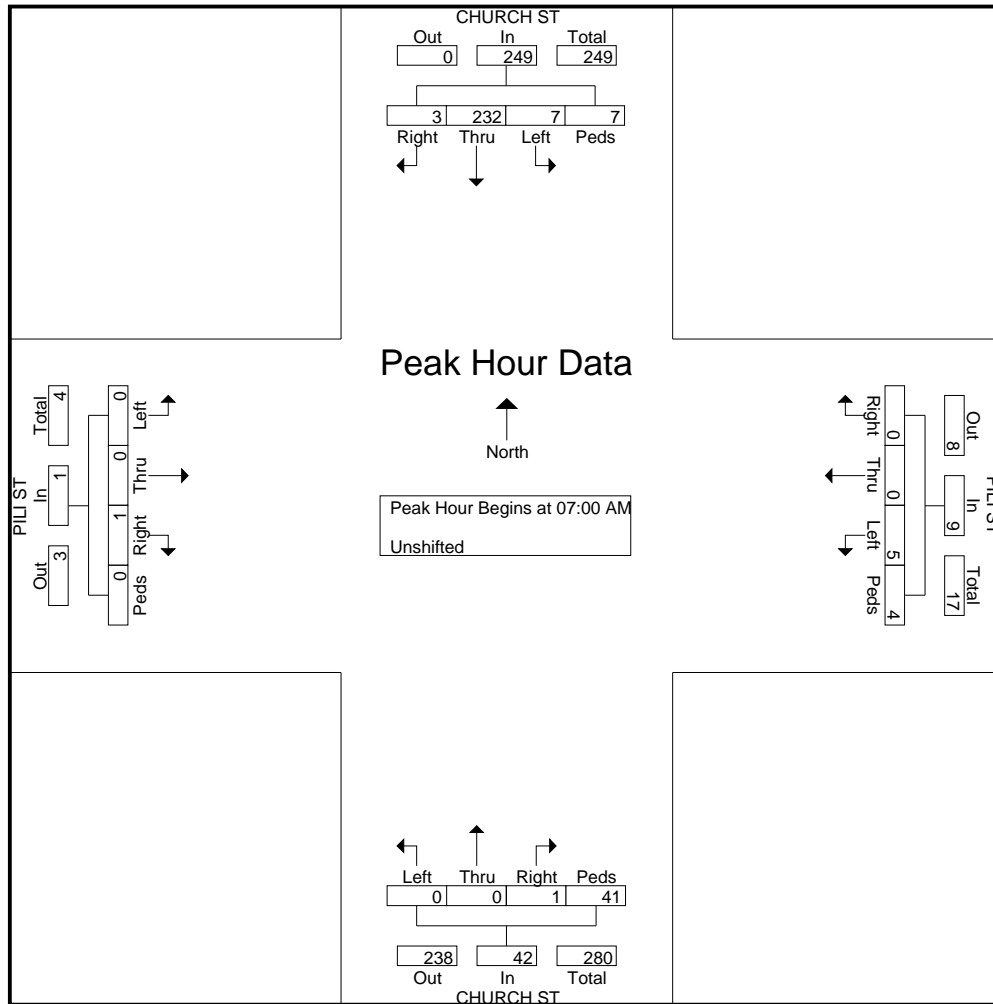 CHURCH ST
Out In Total
0 249 249
3 232 7 7
Right Thru Left Peds
Peak Hour Data
North
Peak Hour Begins at 07:00 AM
Unshifted
PILI ST
Total In Out
4 1 3
0 0 1 0
Left Thru Right Peds
PILI ST
Out In Total
8 9 17
0 0 5 4
Right Thru Left Peds
Left Thru Right Peds
0 0 1 41
238 42 280
Out In Total
CHURCH ST